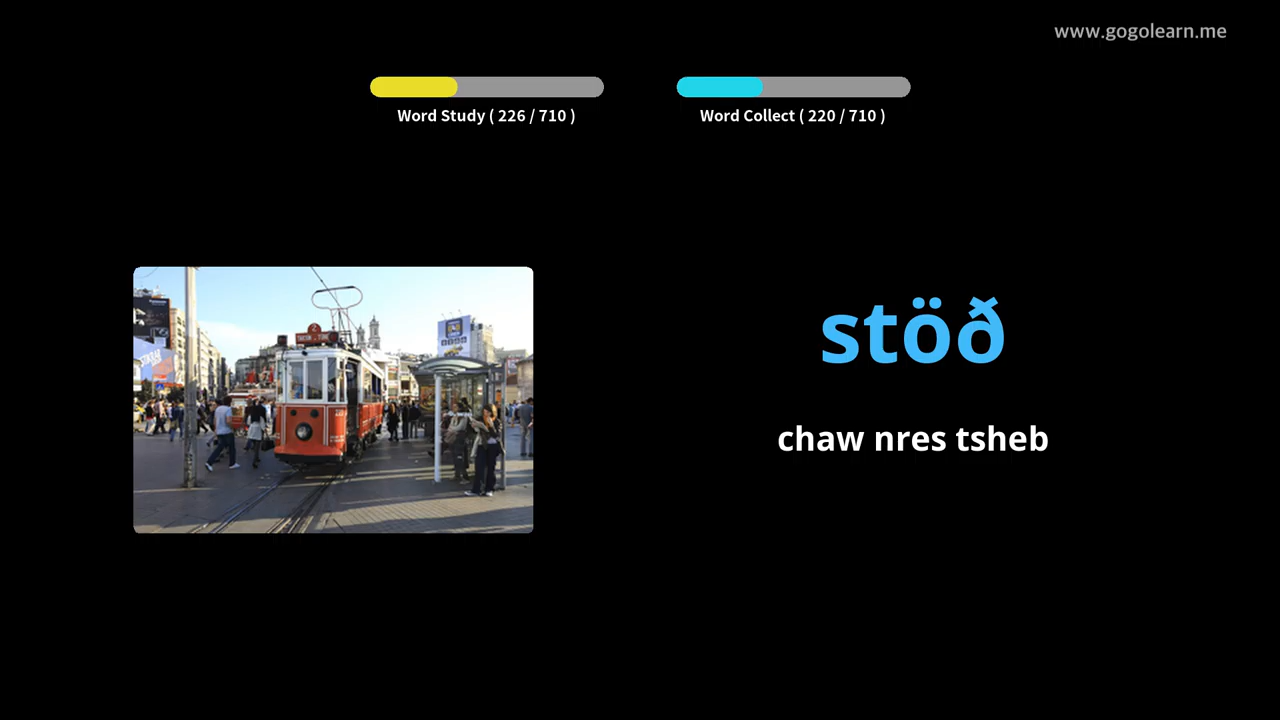 www.gogolearn.me
Word Study ( 226 / 710 )
Word Collect ( 220 / 710 )
stöð
chaw nres tsheb